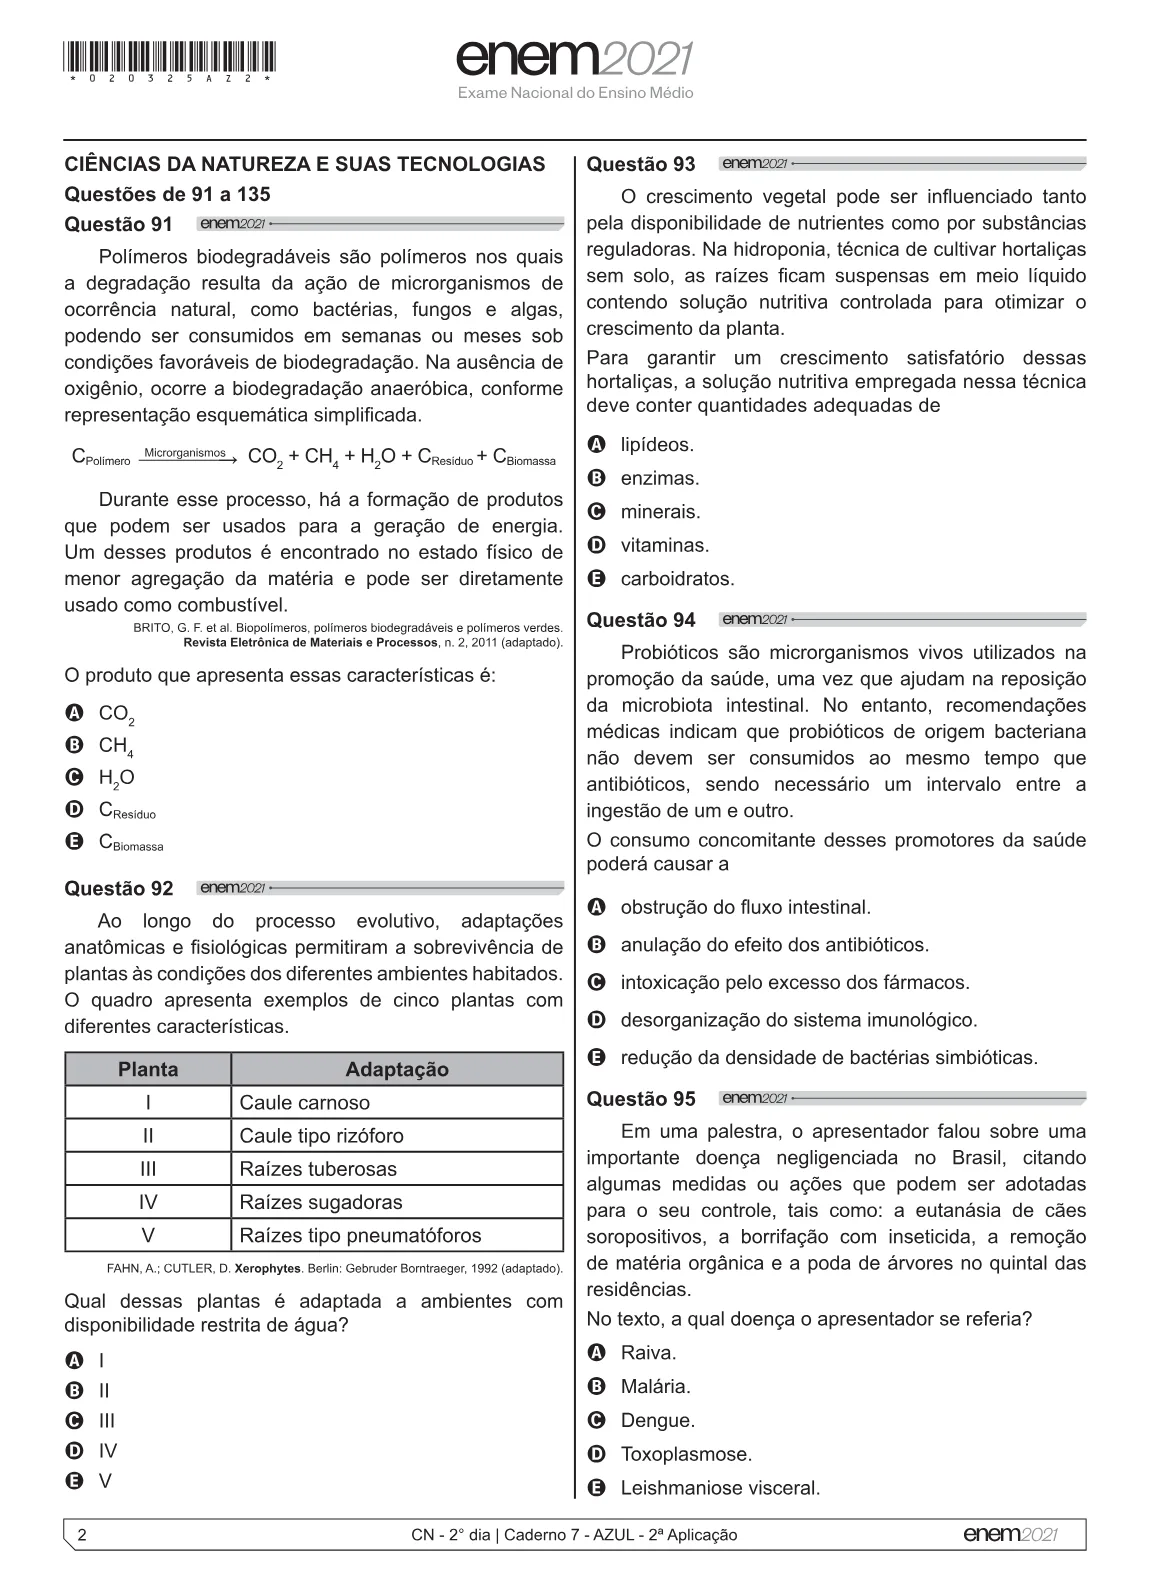 *020325AZ2*
enem2021
Exame Nacional do Ensino Médio
CIÊNCIAS DA NATUREZA E SUAS TECNOLOGIAS
Questões de 91 a 135
Questão 91 enem2021
Polímeros biodegradáveis são polímeros nos quais
a degradação resulta da ação de microrganismos de
ocorrência natural, como bactérias, fungos e algas,
podendo ser consumidos em semanas ou meses sob
condições favoráveis de biodegradação. Na ausência de
oxigênio, ocorre a biodegradação anaeróbica, conforme
representação esquemática simplificada.
C Polímero Microrganismos ⟶ CO₂ + CH₄ + H₂O + C Resíduo + C Biomassa
Durante esse processo, há a formação de produtos
que podem ser usados para a geração de energia.
Um desses produtos é encontrado no estado físico de
menor agregação da matéria e pode ser diretamente
usado como combustível.
BRITO, G. F. et al. Biopolímeros, polímeros biodegradáveis e polímeros verdes.
Revista Eletrônica de Materiais e Processos, n. 2, 2011 (adaptado).
O produto que apresenta essas características é:
A CO₂
B CH₄
C H₂O
D C Resíduo
E C Biomassa
Questão 92 enem2021
Ao longo do processo evolutivo, adaptações
anatômicas e fisiológicas permitiram a sobrevivência de
plantas às condições dos diferentes ambientes habitados.
O quadro apresenta exemplos de cinco plantas com
diferentes características.
Planta Adaptação
I Caule carnoso
II Caule tipo rizóforo
III Raízes tuberosas
IV Raízes sugadoras
V Raízes tipo pneumatóforos
FAHN, A.; CUTLER, D. Xerophytes. Berlin: Gebruder Borntraeger, 1992 (adaptado).
Qual dessas plantas é adaptada a ambientes com
disponibilidade restrita de água?
A I
B II
C III
D IV
E V
Questão 93 enem2021
O crescimento vegetal pode ser influenciado tanto
pela disponibilidade de nutrientes como por substâncias
reguladoras. Na hidroponia, técnica de cultivar hortaliças
sem solo, as raízes ficam suspensas em meio líquido
contendo solução nutritiva controlada para otimizar o
crescimento da planta.
Para garantir um crescimento satisfatório dessas
hortaliças, a solução nutritiva empregada nessa técnica
deve conter quantidades adequadas de
A lipídeos.
B enzimas.
C minerais.
D vitaminas.
E carboidratos.
Questão 94 enem2021
Probióticos são microrganismos vivos utilizados na
promoção da saúde, uma vez que ajudam na reposição
da microbiota intestinal. No entanto, recomendações
médicas indicam que probióticos de origem bacteriana
não devem ser consumidos ao mesmo tempo que
antibióticos, sendo necessário um intervalo entre a
ingestão de um e outro.
O consumo concomitante desses promotores da saúde
poderá causar a
A obstrução do fluxo intestinal.
B anulação do efeito dos antibióticos.
C intoxicação pelo excesso dos fármacos.
D desorganização do sistema imunológico.
E redução da densidade de bactérias simbióticas.
Questão 95 enem2021
Em uma palestra, o apresentador falou sobre uma
importante doença negligenciada no Brasil, citando
algumas medidas ou ações que podem ser adotadas
para o seu controle, tais como: a eutanásia de cães
soropositivos, a borrifação com inseticida, a remoção
de matéria orgânica e a poda de árvores no quintal das
residências.
No texto, a qual doença o apresentador se referia?
A Raiva.
B Malária.
C Dengue.
D Toxoplasmose.
E Leishmaniose visceral.
2 CN - 2° dia | Caderno 7 - AZUL - 2ª Aplicação enem2021